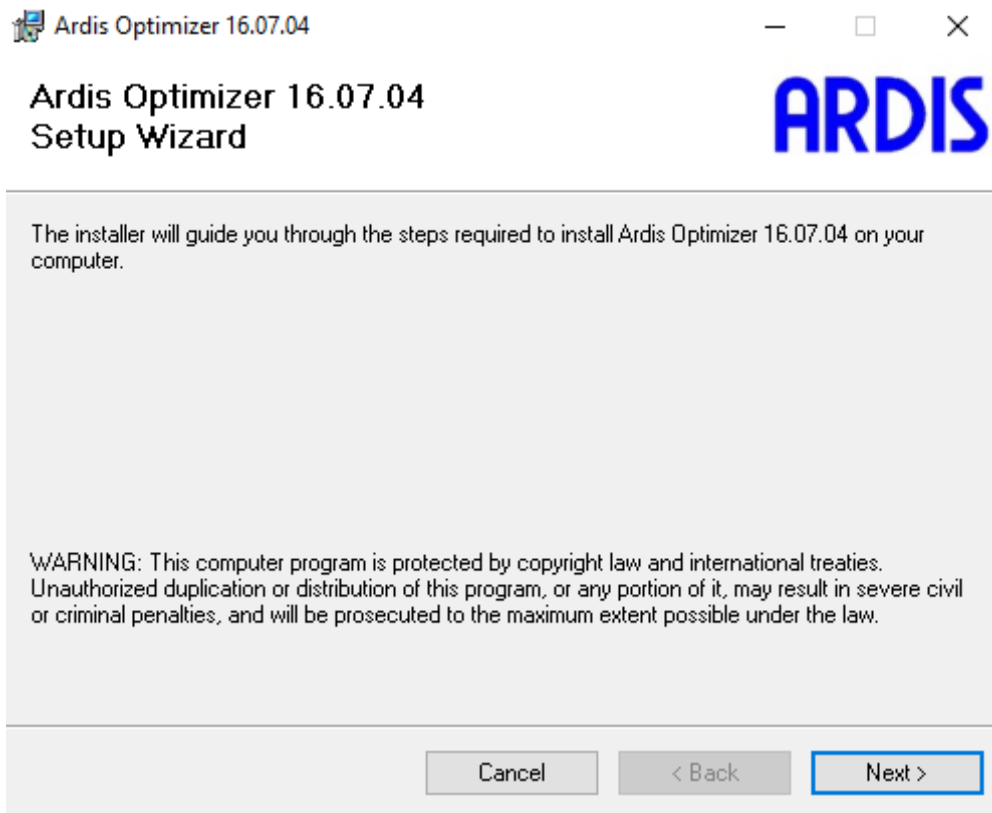 Ardis Optimizer 16.07.04
Ardis Optimizer 16.07.04
Setup Wizard
ARDIS
The installer will guide you through the steps required to install Ardis Optimizer 16.07.04 on your
computer.
WARNING: This computer program is protected by copyright law and international treaties.
Unauthorized duplication or distribution of this program, or any portion of it, may result in severe civil
or criminal penalties, and will be prosecuted to the maximum extent possible under the law.
Cancel
< Back
Next >